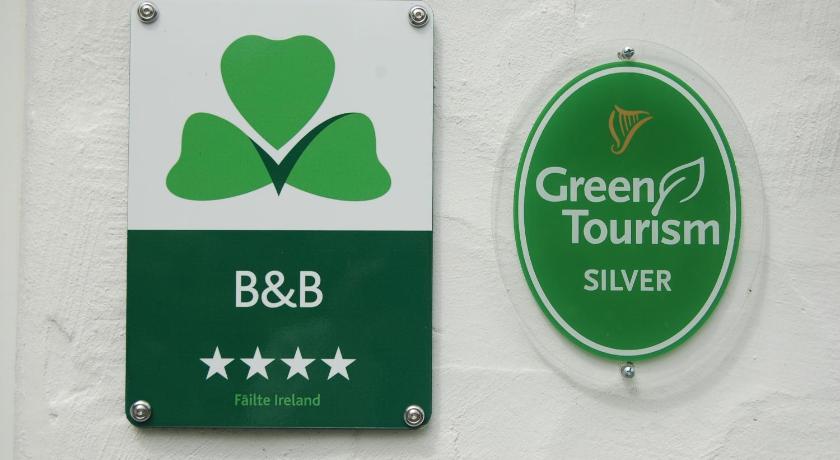 B&B
Fáilte Ireland
Green
Tourism
SILVER